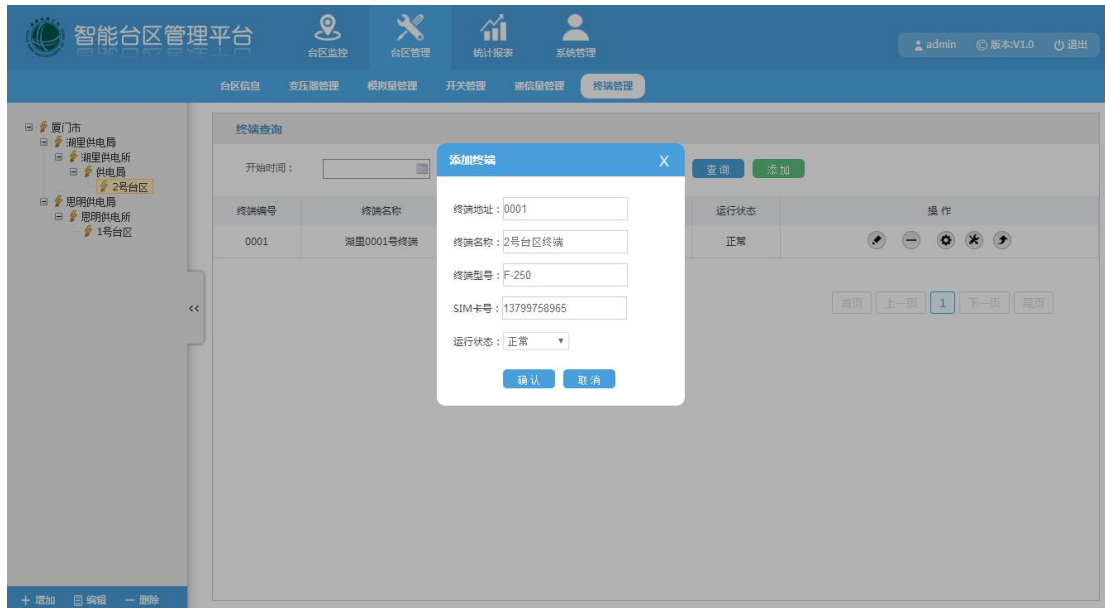 智能台区管理平台
台区监控 台区管理 统计报表 系统管理
admin ©版本:V1.0 退出
台区信息 变压器管理 模拟量管理 开关管理 遥信量管理 终端管理
厦门市
湖里供电局
湖里供电所
供电局
2号台区
思明供电局
思明供电所
1号台区
终端查询
开始时间：
查询 添加
终端编号 终端名称 运行状态 操作
0001 湖里0001号终端 正常
首页 上一页 1 下一页 尾页
<<
添加终端 X
终端地址：0001
终端名称：2号台区终端
终端型号：F-250
SIM卡号：13799758965
运行状态：正常
确认 取消
增加 编辑 删除